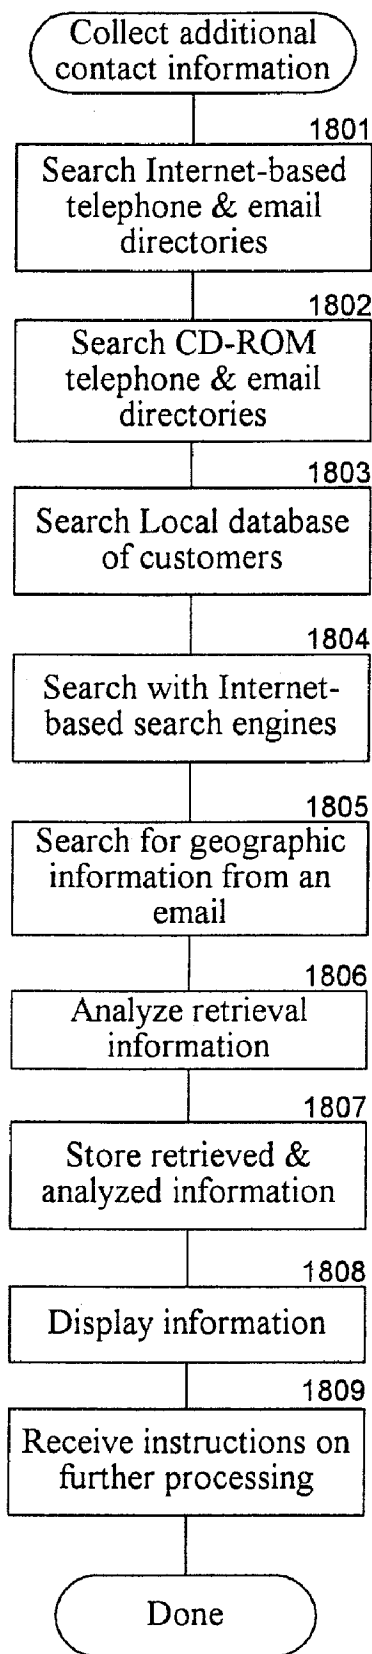 Collect additional
contact information
1801
Search Internet-based
telephone & email
directories
1802
Search CD-ROM
telephone & email
directories
1803
Search Local database
of customers
1804
Search with Internet-
based search engines
1805
Search for geographic
information from an
email
1806
Analyze retrieval
information
1807
Store retrieved &
analyzed information
1808
Display information
1809
Receive instructions on
further processing
Done